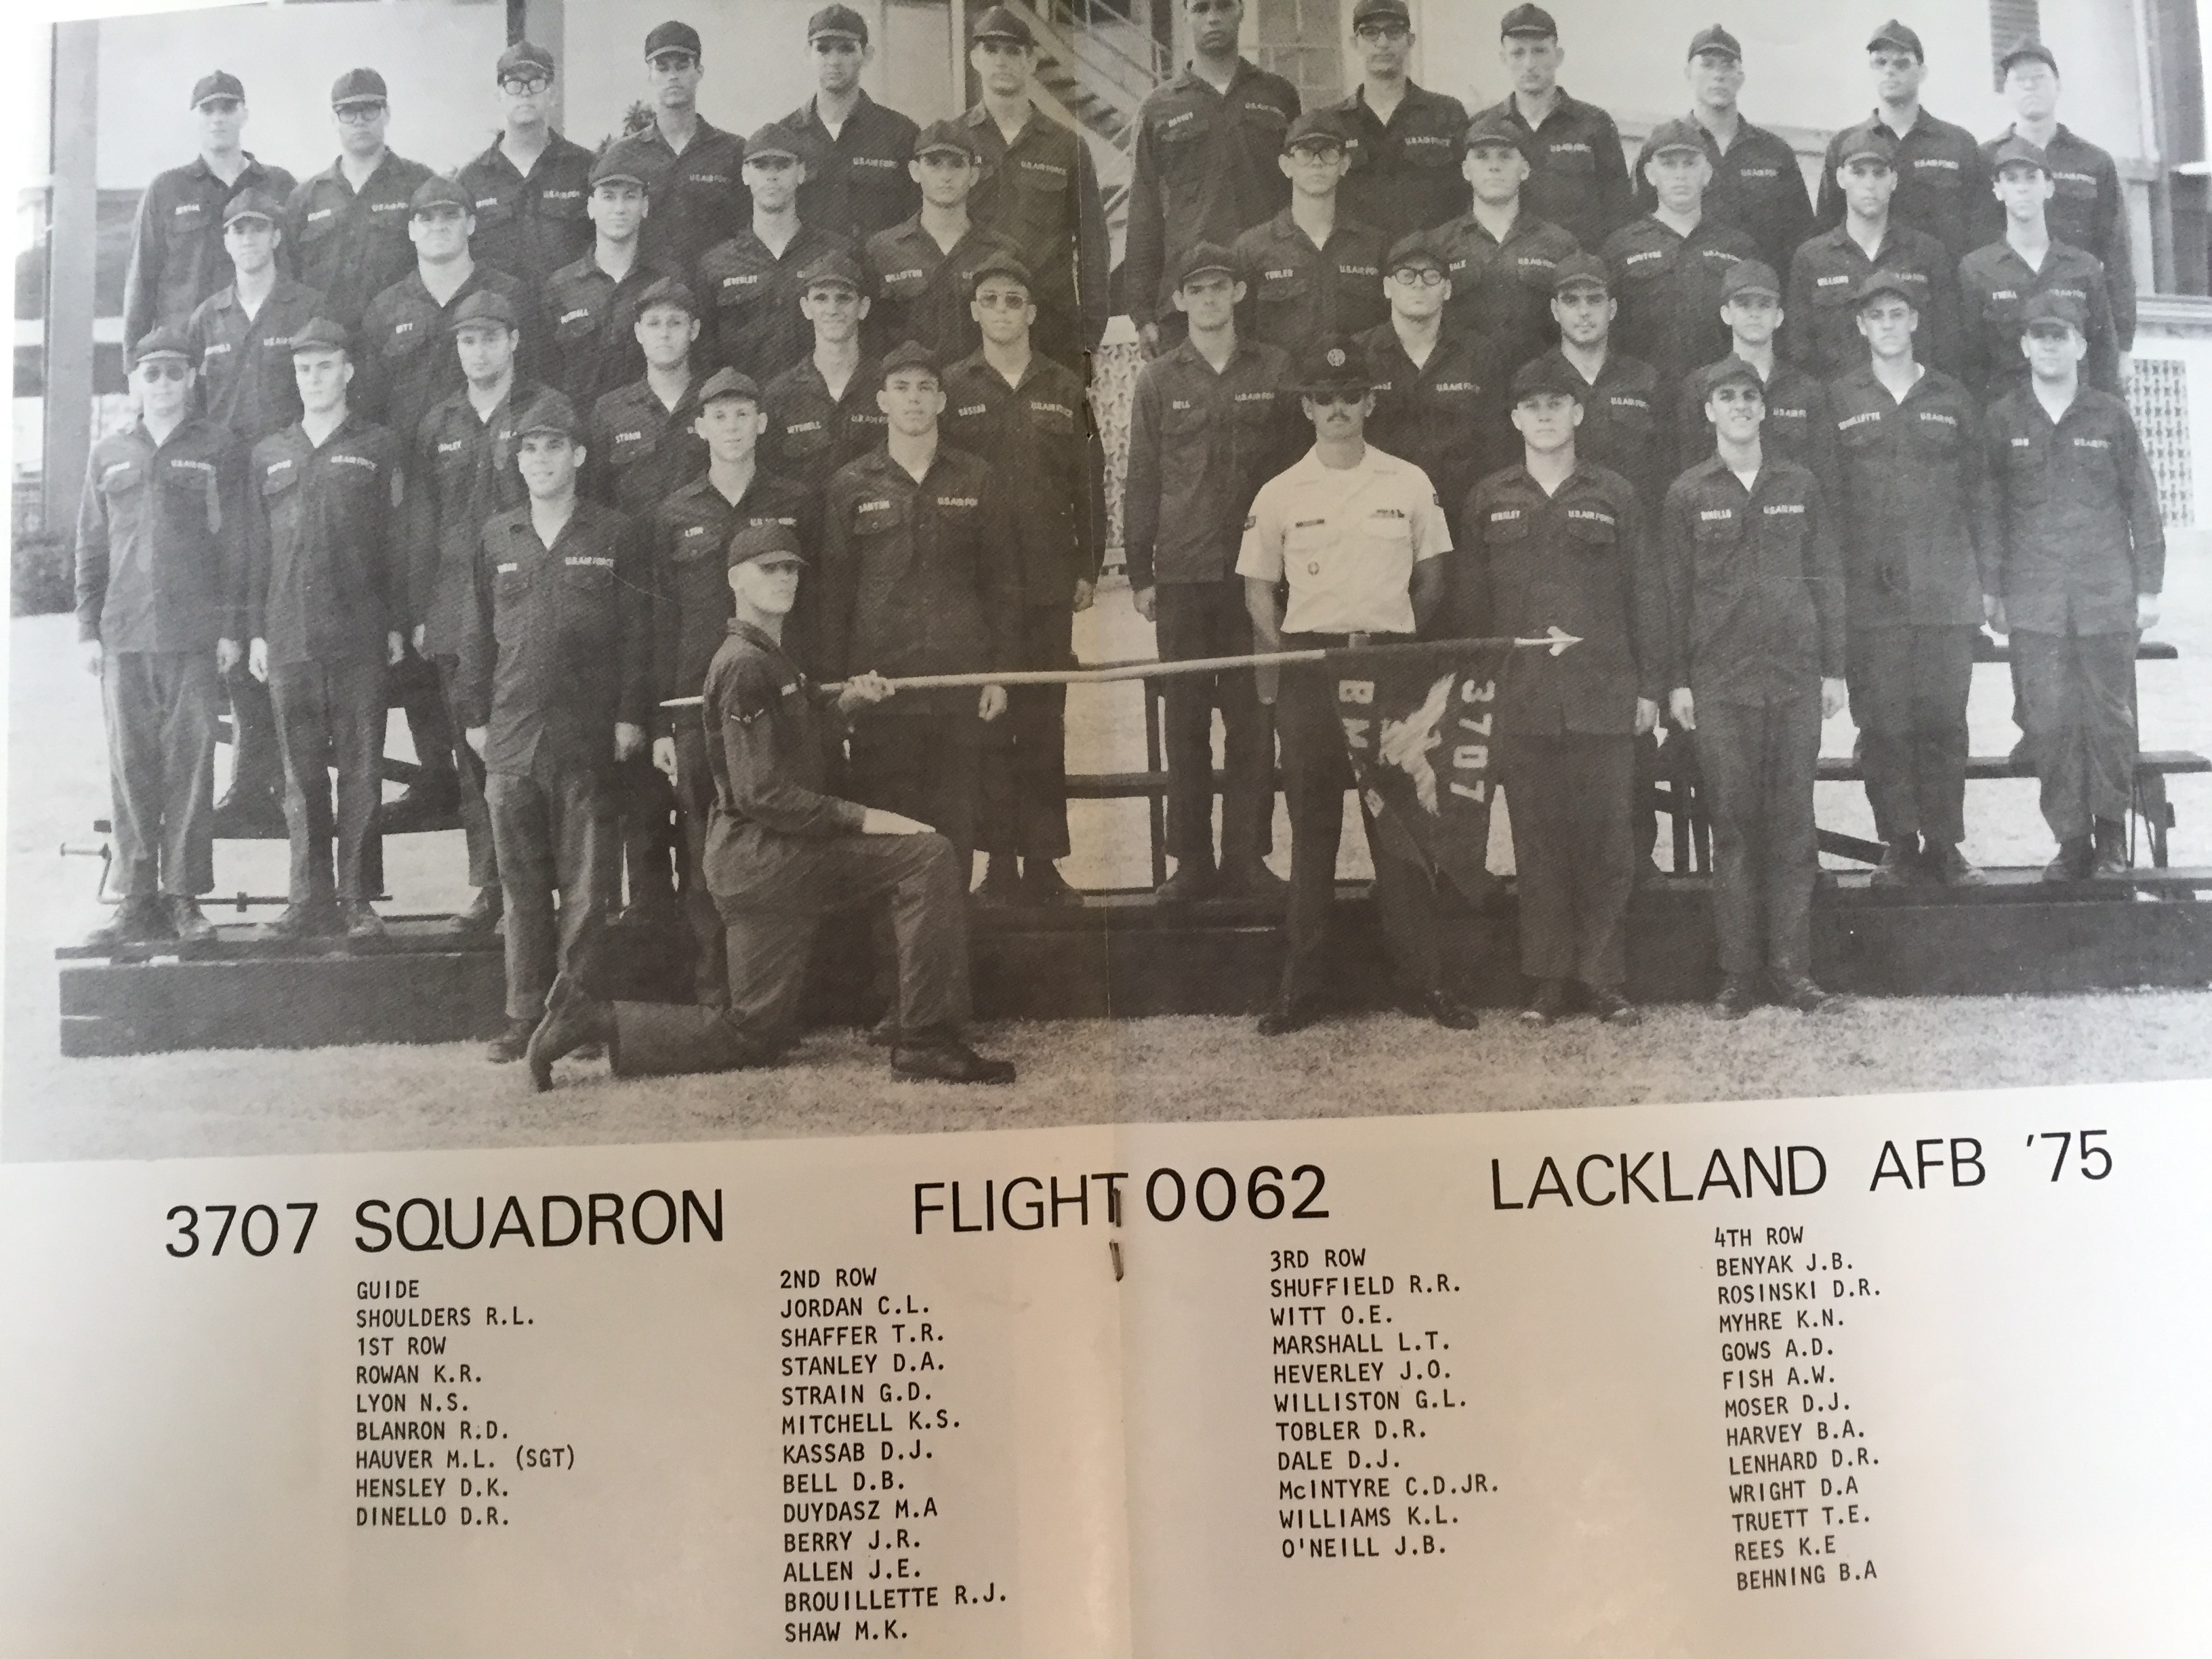 3707
BM
3707 SQUADRON FLIGHT 0062 LACKLAND AFB '75
GUIDE
SHOULDERS R.L.
1ST ROW
ROWAN K.R.
LYON N.S.
BLANRON R.D.
HAUVER M.L. (SGT)
HENSLEY D.K.
DINELLO D.R.
2ND ROW
JORDAN C.L.
SHAFFER T.R.
STANLEY D.A.
STRAIN G.D.
MITCHELL K.S.
KASSAB D.J.
BELL D.B.
DUYDASZ M.A
BERRY J.R.
ALLEN J.E.
BROUILLETTE R.J.
SHAW M.K.
3RD ROW
SHUFFIELD R.R.
WITT O.E.
MARSHALL L.T.
HEVERLEY J.O.
WILLISTON G.L.
TOBLER D.R.
DALE D.J.
McINTYRE C.D.JR.
WILLIAMS K.L.
O'NEILL J.B.
4TH ROW
BENYAK J.B.
ROSINSKI D.R.
MYHRE K.N.
GOWS A.D.
FISH A.W.
MOSER D.J.
HARVEY B.A.
LENHARD D.R.
WRIGHT D.A
TRUETT T.E.
REES K.E
BEHNING B.A